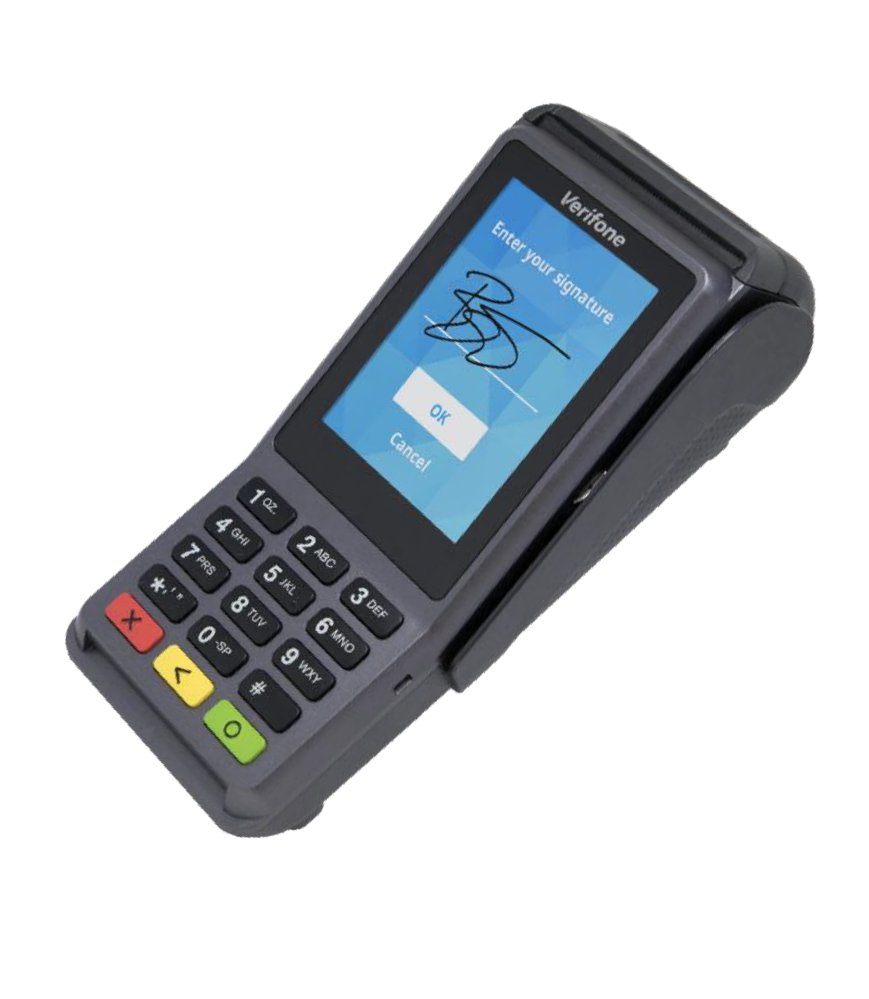 Verifone
Enter your signature
OK
Cancel
1 QZ.
2 ABC
3 DEF
4 GHI
5 JKL
6 MNO
7 PRS
8 TUV
9 WXY
*,'"
0 -SP
#
X
<
O